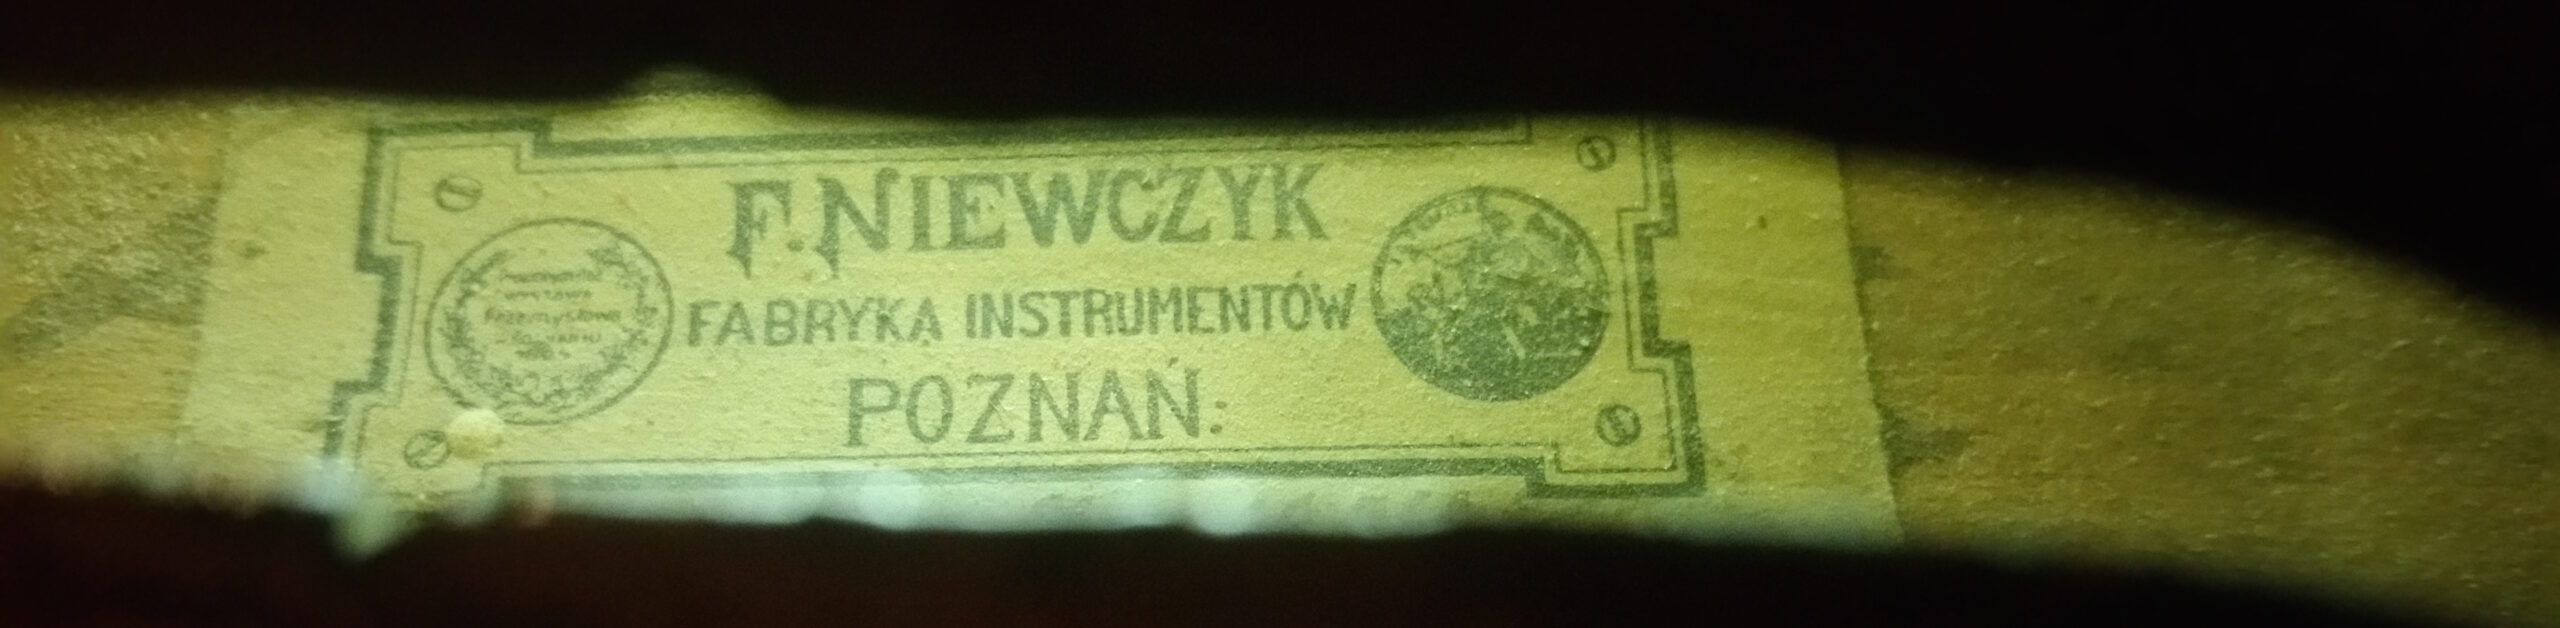 F. NIEWCZYK
FABRYKA INSTRUMENTÓW
POZNAŃ: